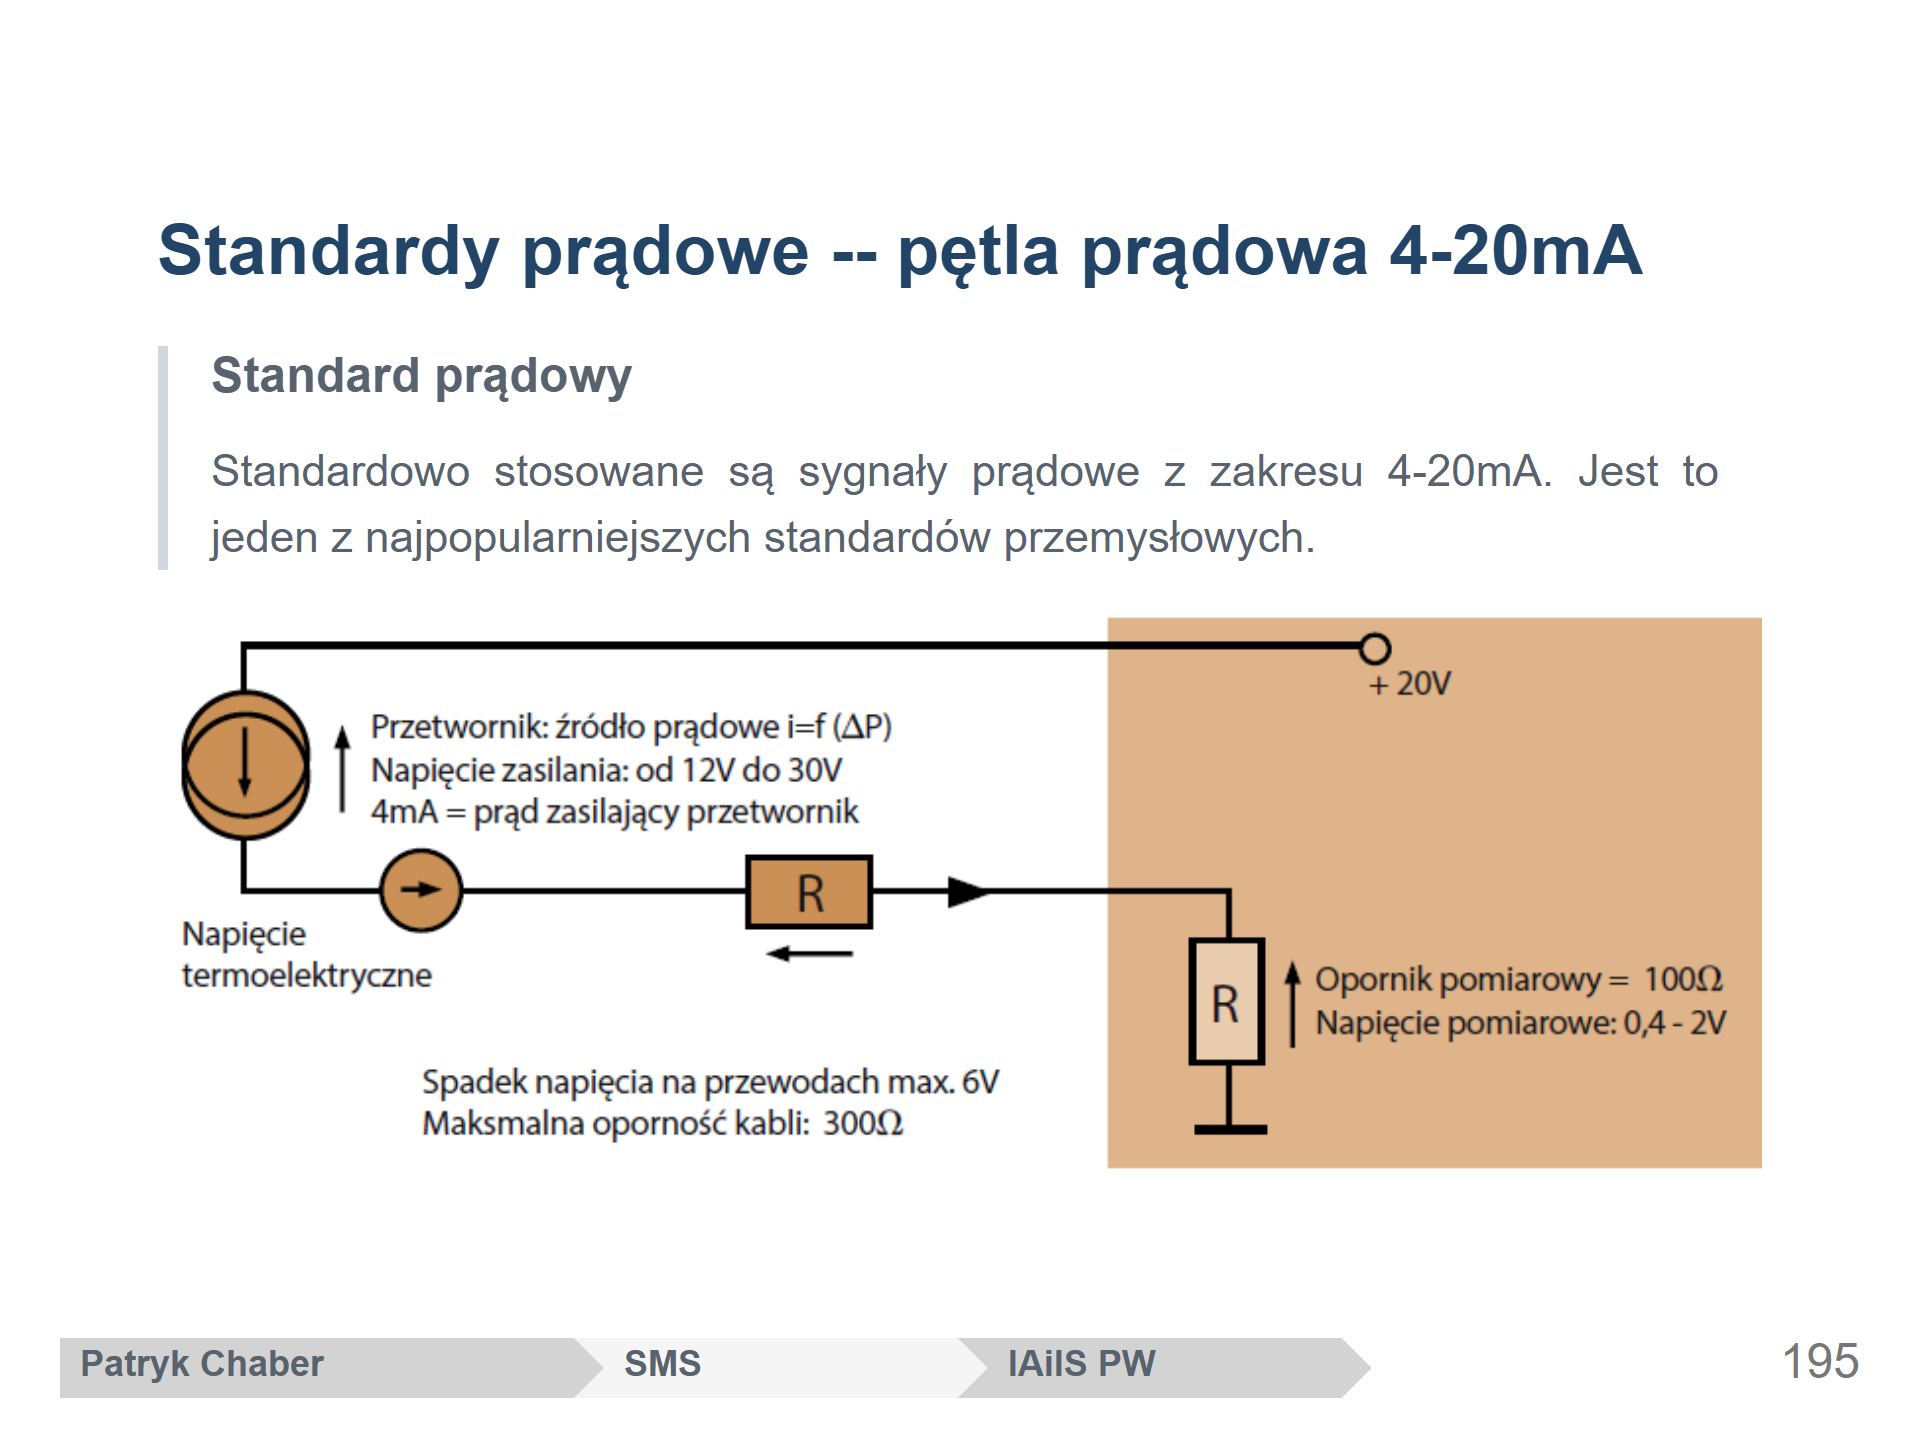 Standardy prądowe -- pętla prądowa 4-20mA
Standard prądowy
Standardowo stosowane są sygnały prądowe z zakresu 4-20mA. Jest to
jeden z najpopularniejszych standardów przemysłowych.
+ 20V
Przetwornik: źródło prądowe i=f (ΔP)
Napięcie zasilania: od 12V do 30V
4mA = prąd zasilający przetwornik
R
Napięcie
termoelektryczne
R
Opornik pomiarowy = 100Ω
Napięcie pomiarowe: 0,4 - 2V
Spadek napięcia na przewodach max. 6V
Maksmalna oporność kabli: 300Ω
Patryk Chaber
SMS
IAiIS PW
195